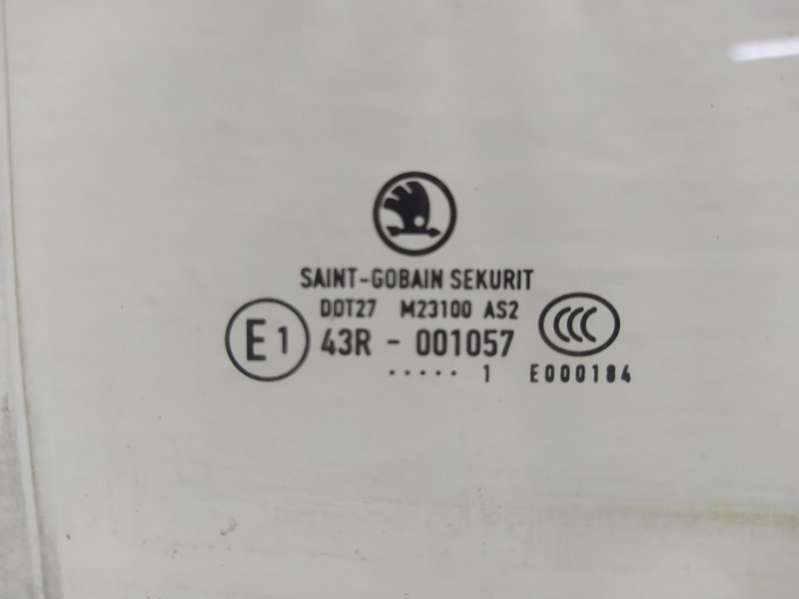 SAINT-GOBAIN SEKURIT
DOT27 M23100 AS2
E1 43R - 001057 CCC
..... 1 E000184